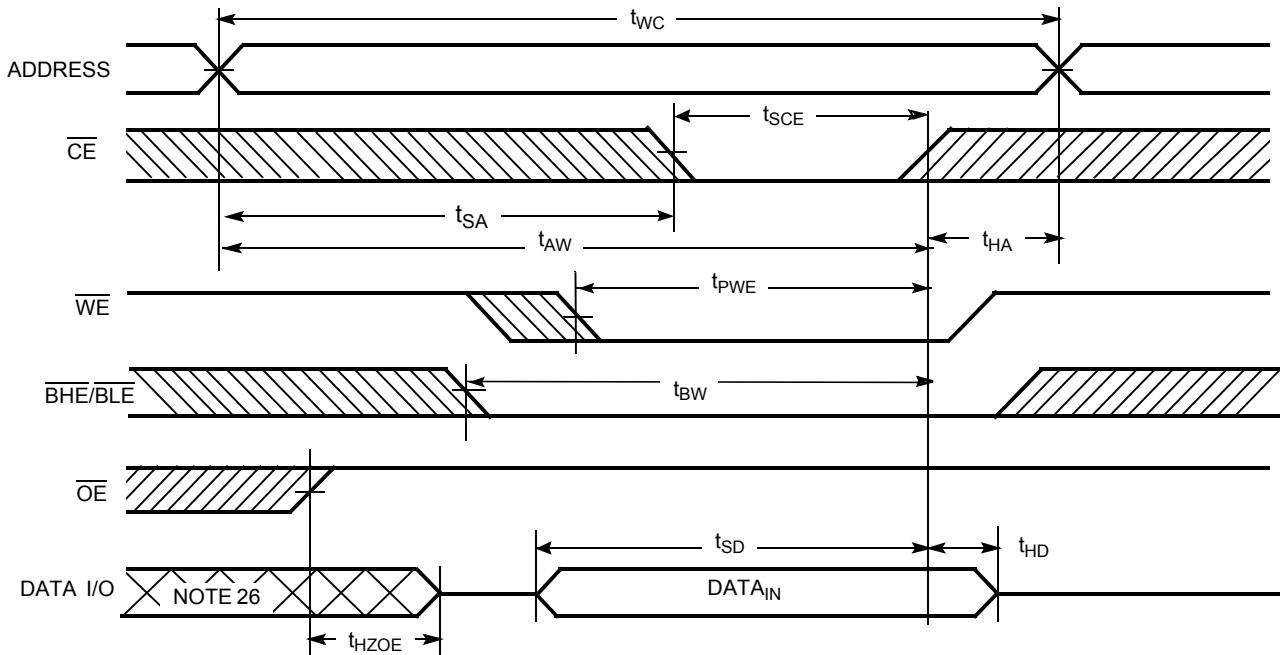 tWC
ADDRESS
tSCE
CE
tSA
tAW
tHA
tPWE
WE
tBW
BHE/BLE
OE
tSD
tHD
DATA I/O
NOTE 26
DATAIN
tHZOE